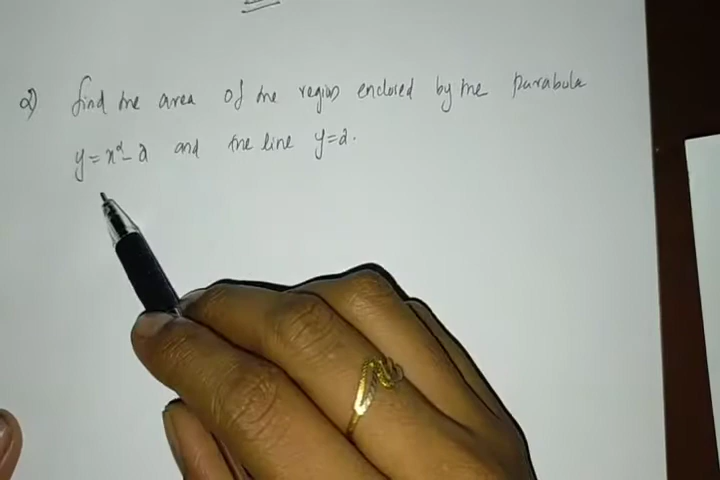 2) find the area of the region enclosed by the parabola
y = x² - 2 and the line y = 2.